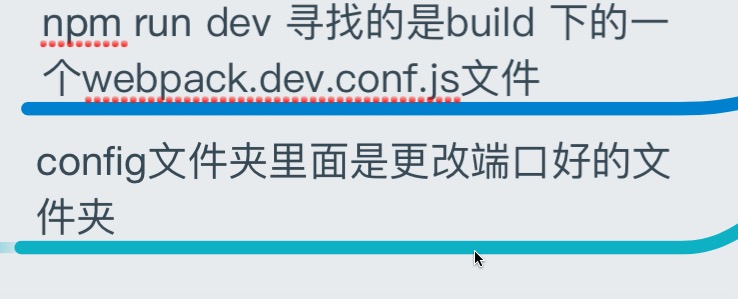 npm run dev 寻找的是build 下的一
个webpack.dev.conf.js文件
config文件夹里面是更改端口好的文
件夹